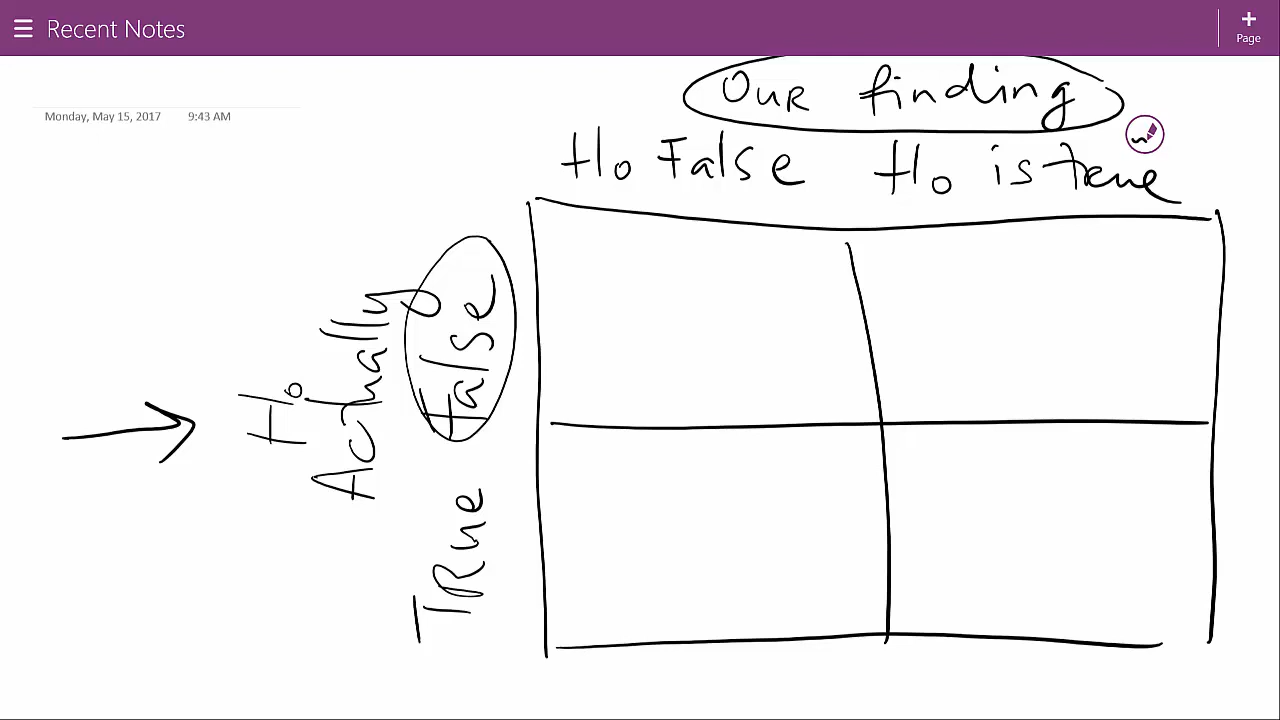 Recent Notes
Page
Monday, May 15, 2017 9:43 AM
Our finding
Ho False Ho is true
Ho
Actually
False
True